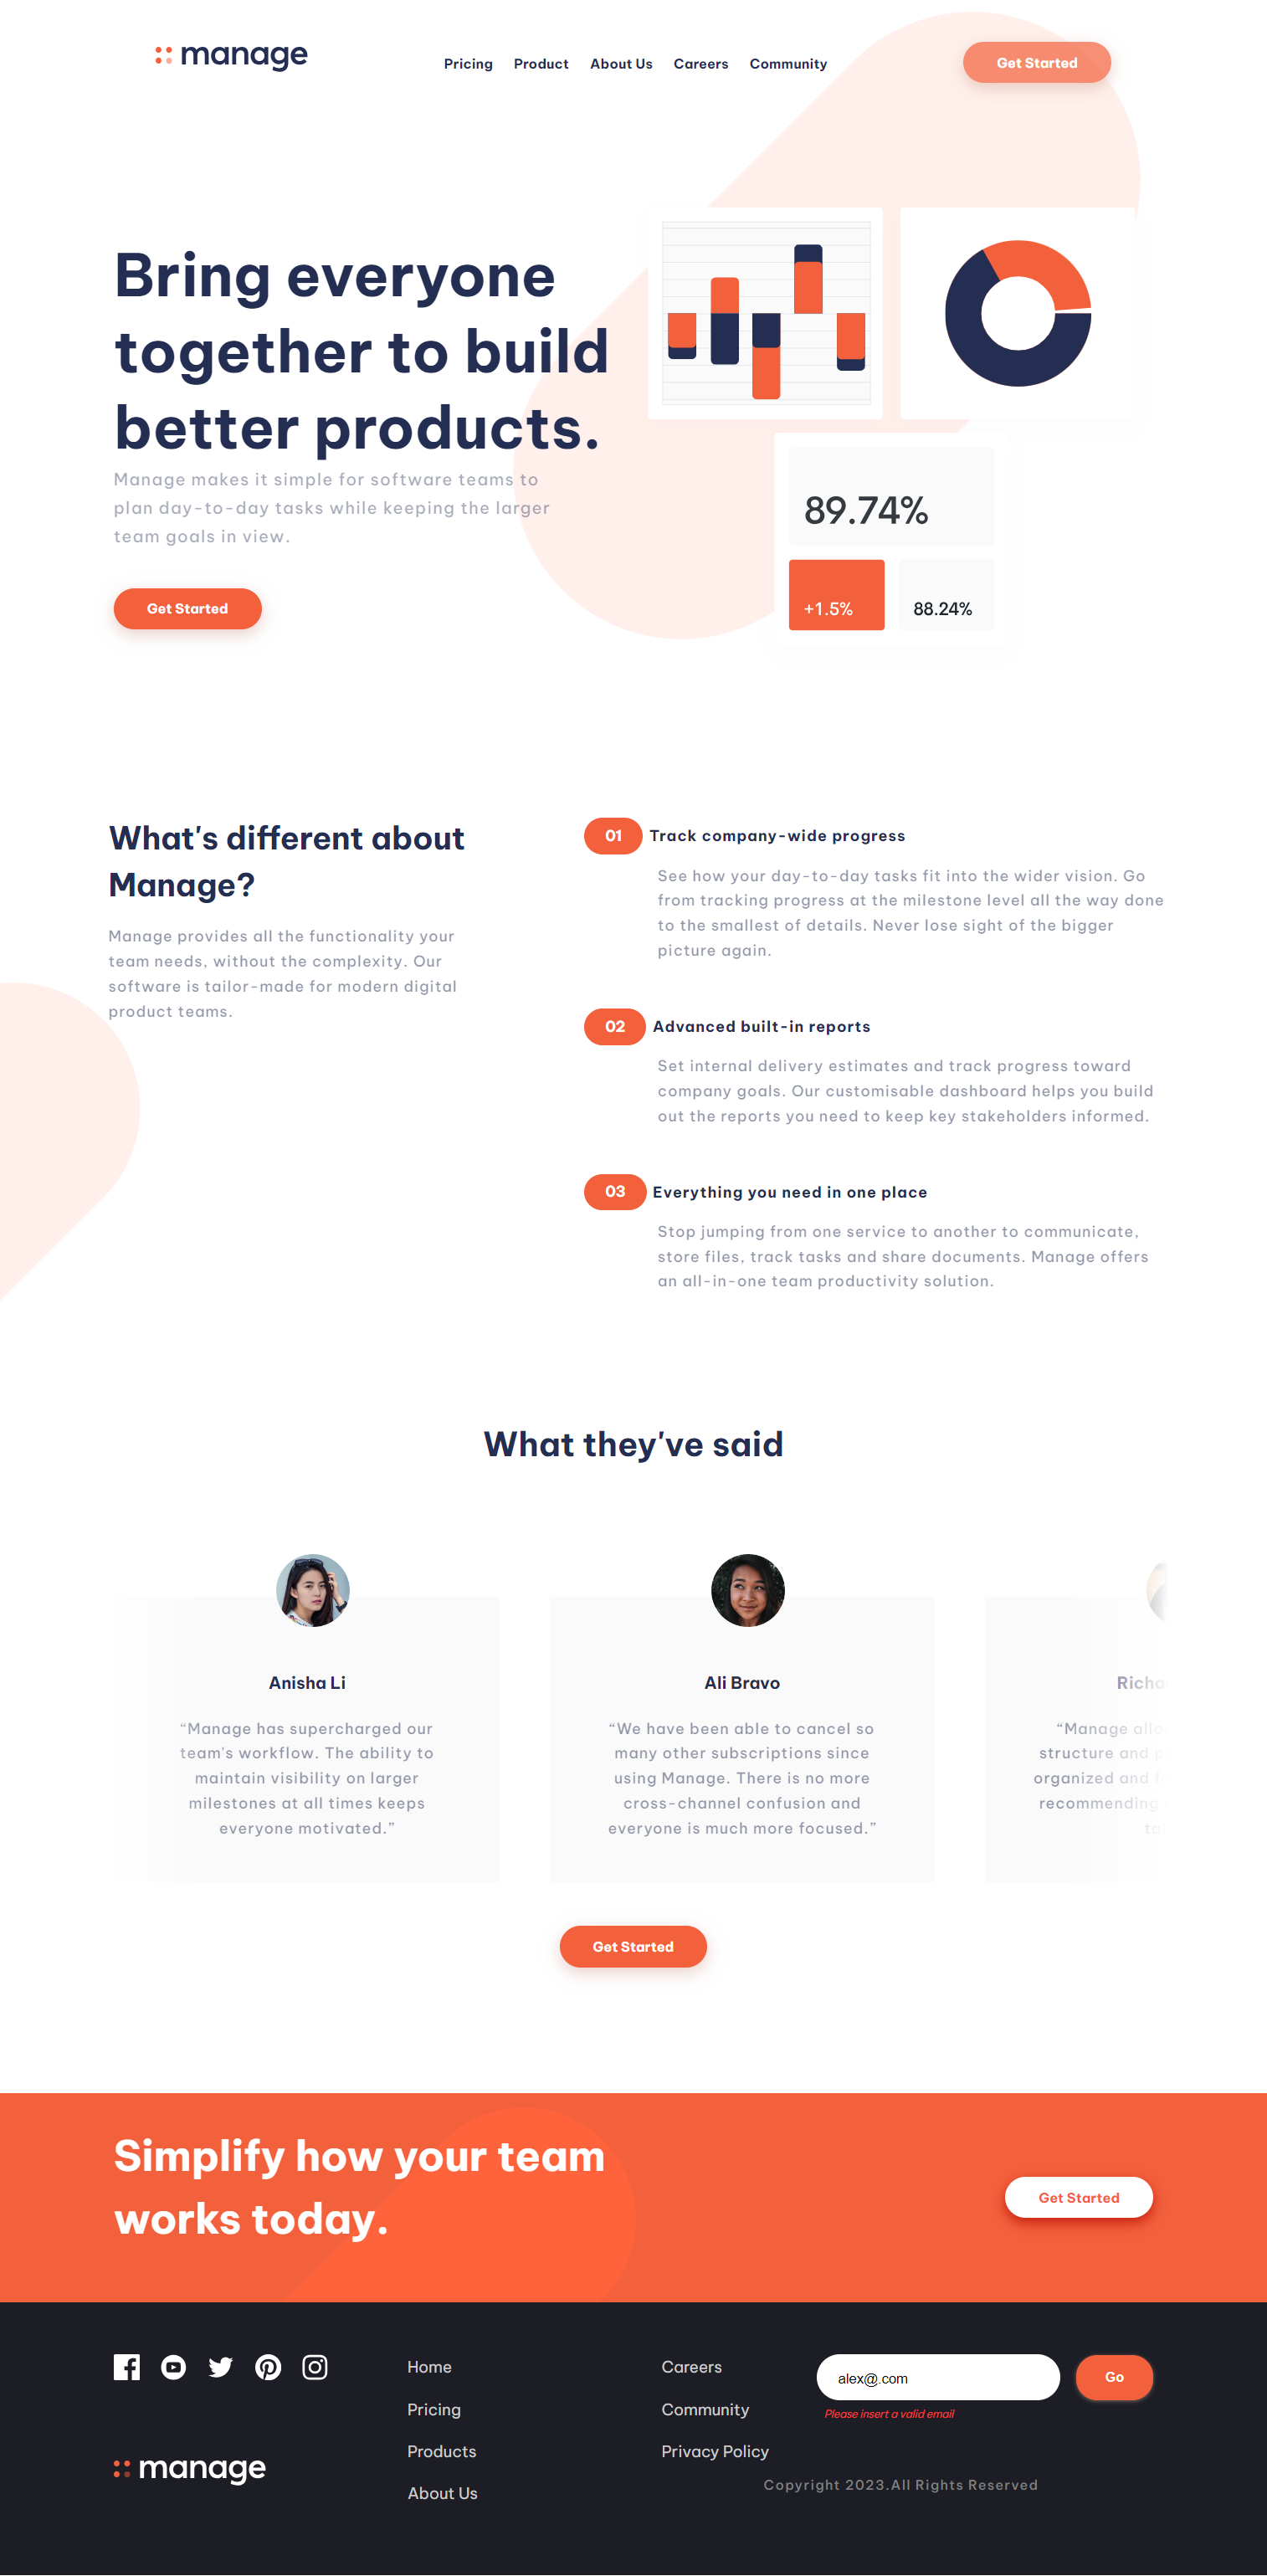 manage
Pricing Product About Us Careers Community
Get Started
Bring everyone
together to build
better products.
Manage makes it simple for software teams to
plan day-to-day tasks while keeping the larger
team goals in view.
Get Started
89.74%
+1.5%
88.24%
What's different about
Manage?
Manage provides all the functionality your
team needs, without the complexity. Our
software is tailor-made for modern digital
product teams.
01 Track company-wide progress
See how your day-to-day tasks fit into the wider vision. Go
from tracking progress at the milestone level all the way done
to the smallest of details. Never lose sight of the bigger
picture again.
02 Advanced built-in reports
Set internal delivery estimates and track progress toward
company goals. Our customisable dashboard helps you build
out the reports you need to keep key stakeholders informed.
03 Everything you need in one place
Stop jumping from one service to another to communicate,
store files, track tasks and share documents. Manage offers
an all-in-one team productivity solution.
What they've said
Anisha Li
“Manage has supercharged our
team's workflow. The ability to
maintain visibility on larger
milestones at all times keeps
everyone motivated.”
Ali Bravo
“We have been able to cancel so
many other subscriptions since
using Manage. There is no more
cross-channel confusion and
everyone is much more focused.”
“Manage
structure and
organized and
recommending
Get Started
Simplify how your team
works today.
Get Started
Home
Pricing
Products
About Us
Careers
Community
Privacy Policy
alex@.com
Go
Please insert a valid email
manage
Copyright 2023.All Rights Reserved